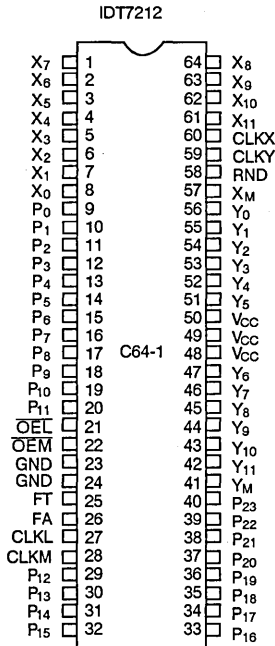 IDT7212
X7 1 64 X8
X6 2 63 X9
X5 3 62 X10
X4 4 61 X11
X3 5 60 CLKX
X2 6 59 CLKY
X1 7 58 RND
X0 8 57 XM
P0 9 56 Y0
P1 10 55 Y1
P2 11 54 Y2
P3 12 53 Y3
P4 13 52 Y4
P5 14 51 Y5
P6 15 50 VCC
P7 16 49 VCC
P8 17 C64-1 48 VCC
P9 18 47 Y6
P10 19 46 Y7
P11 20 45 Y8
OEL 21 44 Y9
OEM 22 43 Y10
GND 23 42 Y11
GND 24 41 YM
FT 25 40 P23
FA 26 39 P22
CLKL 27 38 P21
CLKM 28 37 P20
P12 29 36 P19
P13 30 35 P18
P14 31 34 P17
P15 32 33 P16